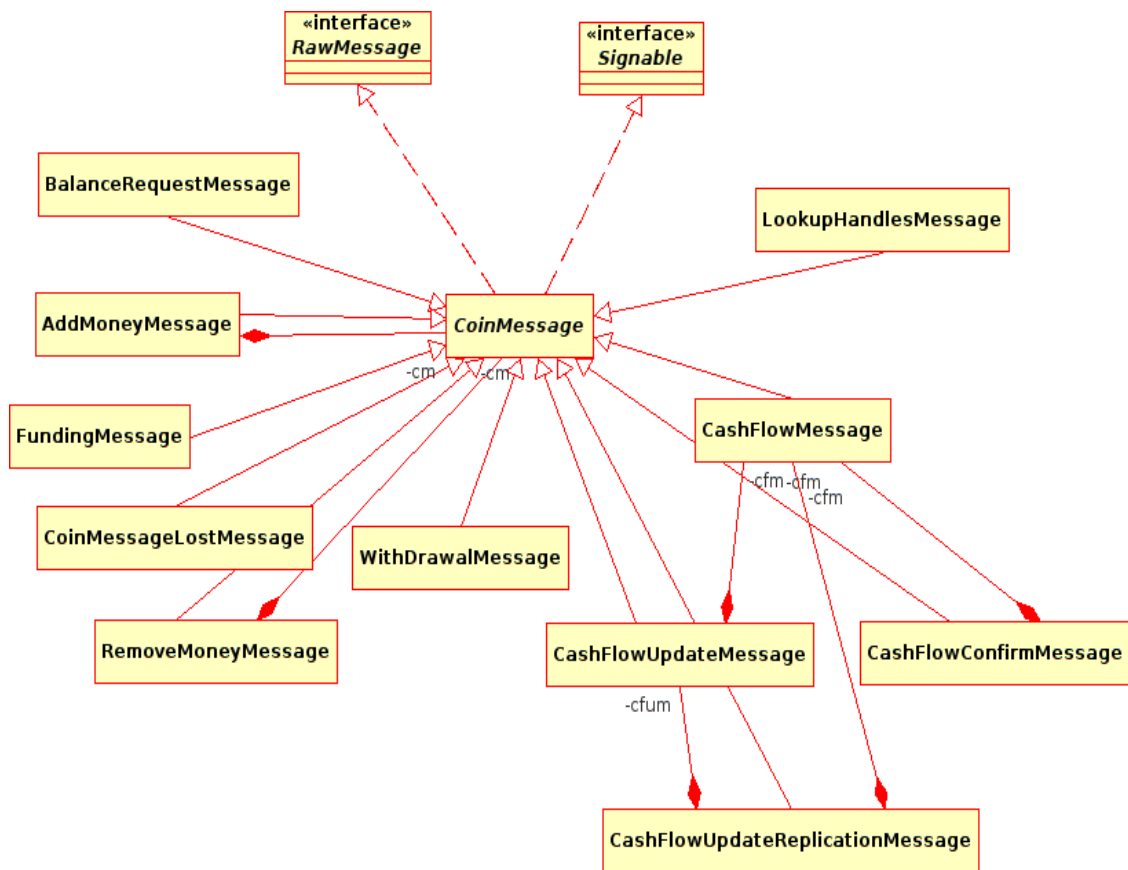 «interface»
RawMessage
«interface»
Signable
BalanceRequestMessage
LookupHandlesMessage
AddMoneyMessage
CoinMessage
-cm
-cm
FundingMessage
CashFlowMessage
-cfm
-cfm
-cfm
CoinMessageLostMessage
WithDrawalMessage
RemoveMoneyMessage
CashFlowUpdateMessage
CashFlowConfirmMessage
-cfum
CashFlowUpdateReplicationMessage